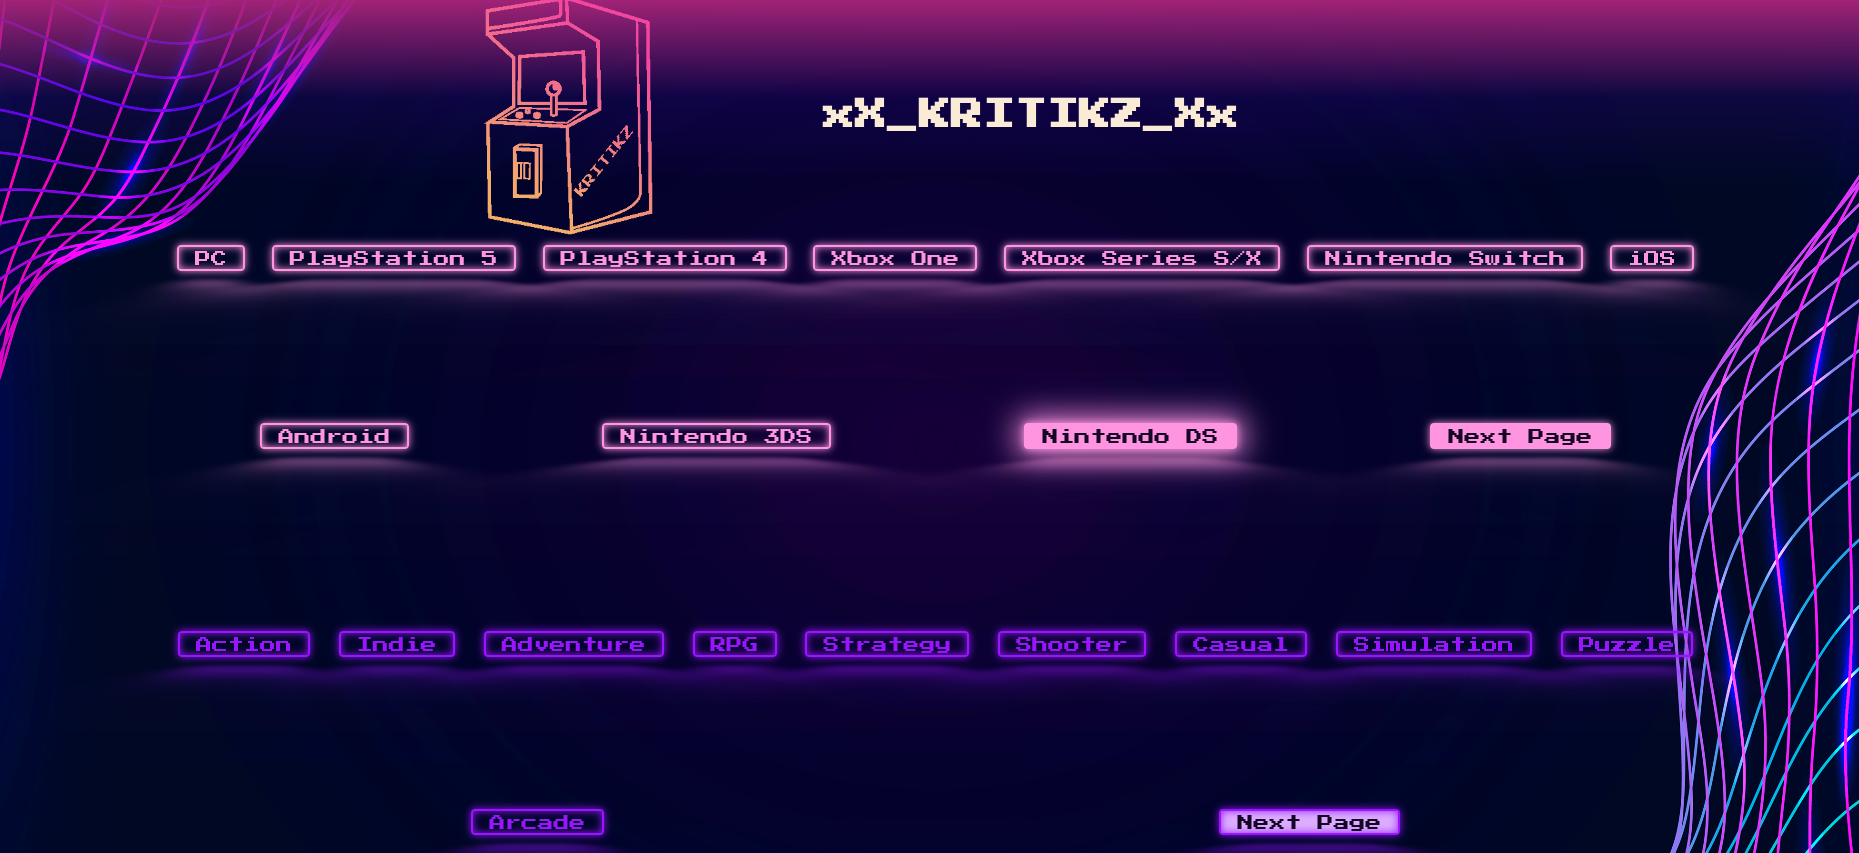 xX_KRITIKZ_Xx
KRITIKZ
PC PlayStation 5 PlayStation 4 Xbox One Xbox Series S/X Nintendo Switch iOS
Android Nintendo 3DS Nintendo DS Next Page
Action Indie Adventure RPG Strategy Shooter Casual Simulation Puzzle
Arcade Next Page